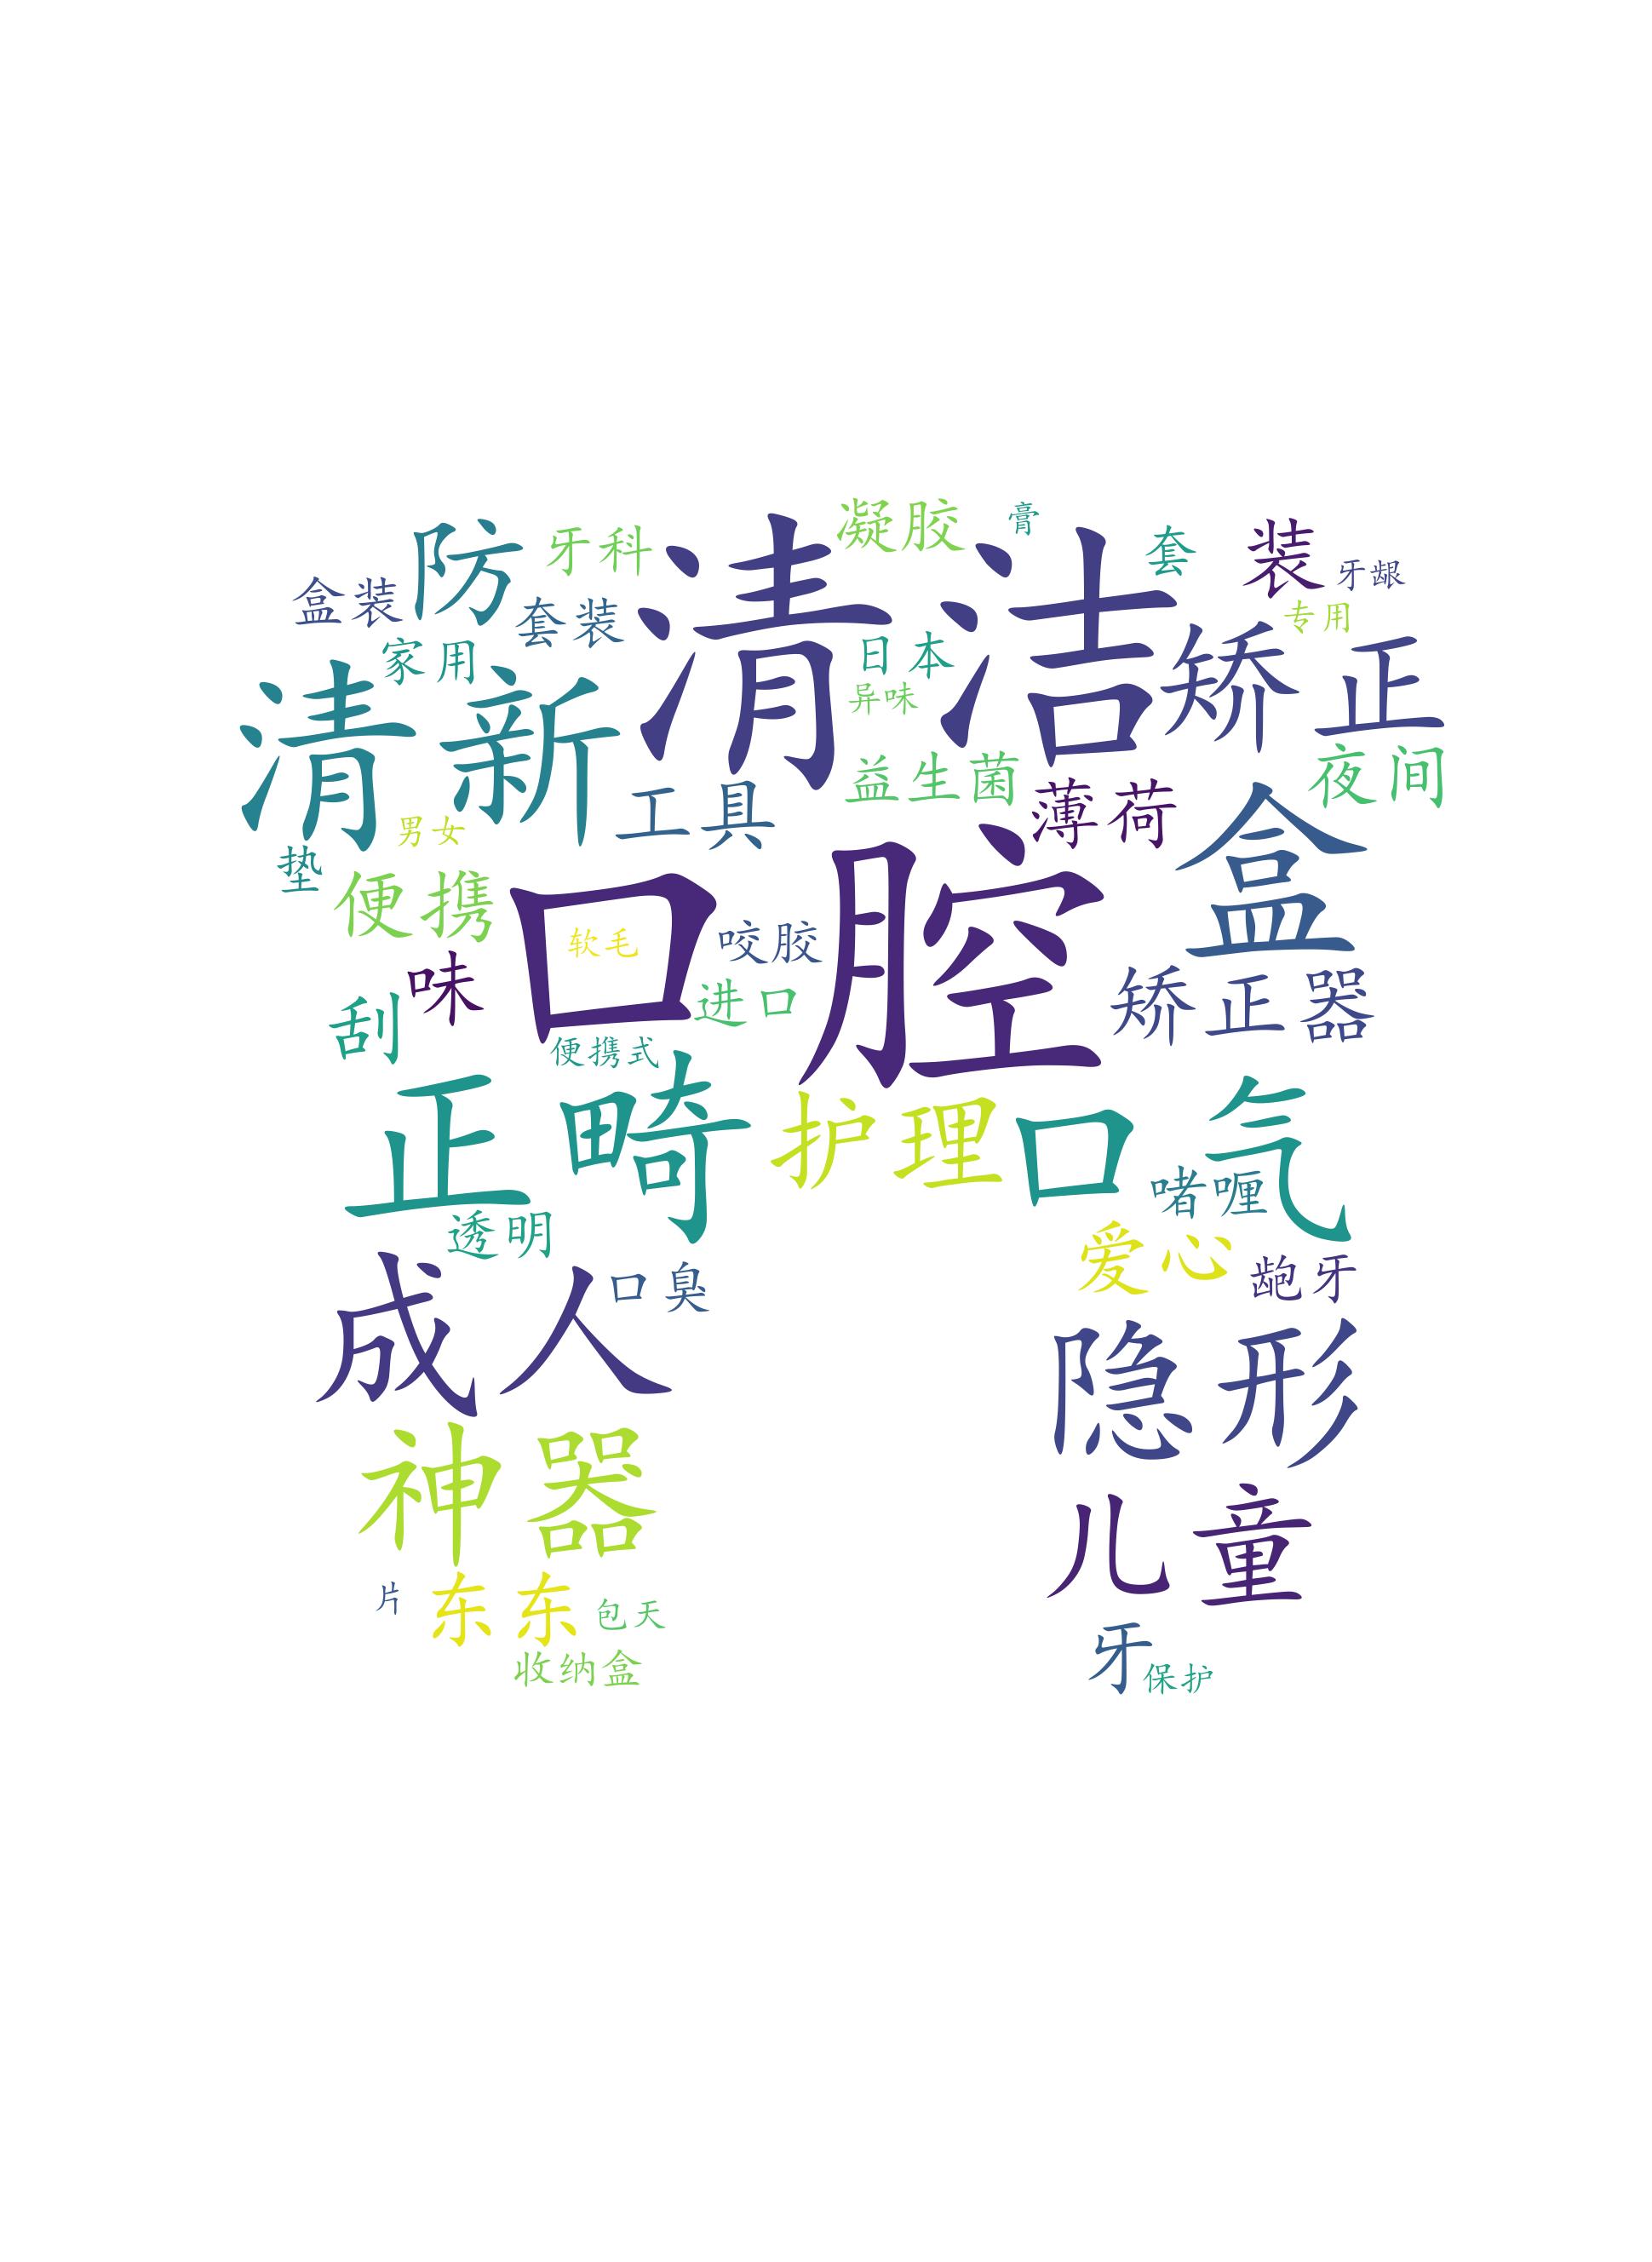 凝胶
膏
防
牙科
清洁
套
装
牙龈
盒装
套装
专用
家用
日本
矫正
清新
异味
夜间
益生菌
工具
薄荷
男女
盒
垫
便携
口腔
软毛
咬胶
味
进口
矫正器
刮
便携式
正畸
护理
口气
嗜喱
透明
爱心
口臭
龅牙
成人
隐形
神器
儿童
片
东东
包天
收纳盒
牙
保护